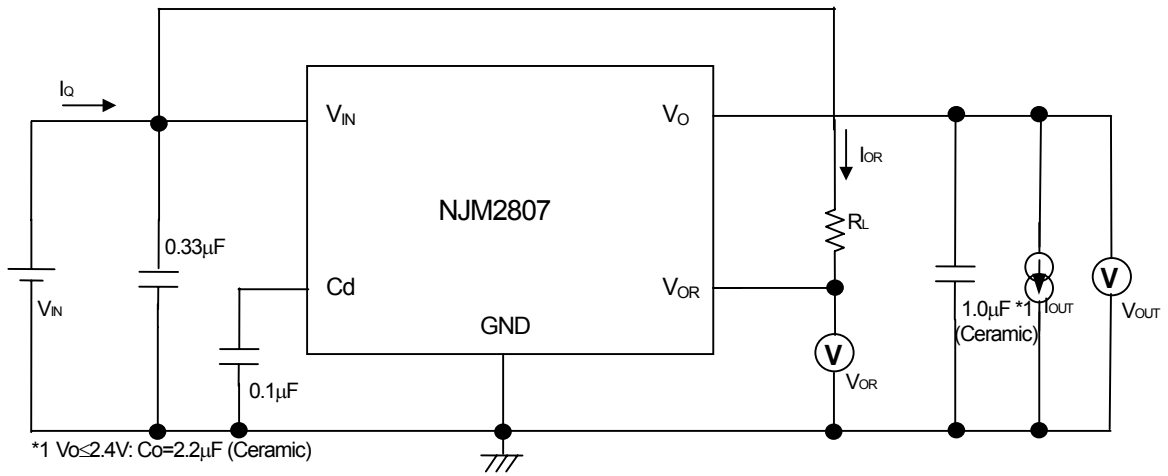 IQ
VIN
VO
IOR
NJM2807
RL
0.33µF
VIN
Cd
VOR
1.0µF *1
(Ceramic)
IOUT
V
VOUT
GND
V
VOR
0.1µF
*1 Vo≤2.4V: Co=2.2µF (Ceramic)